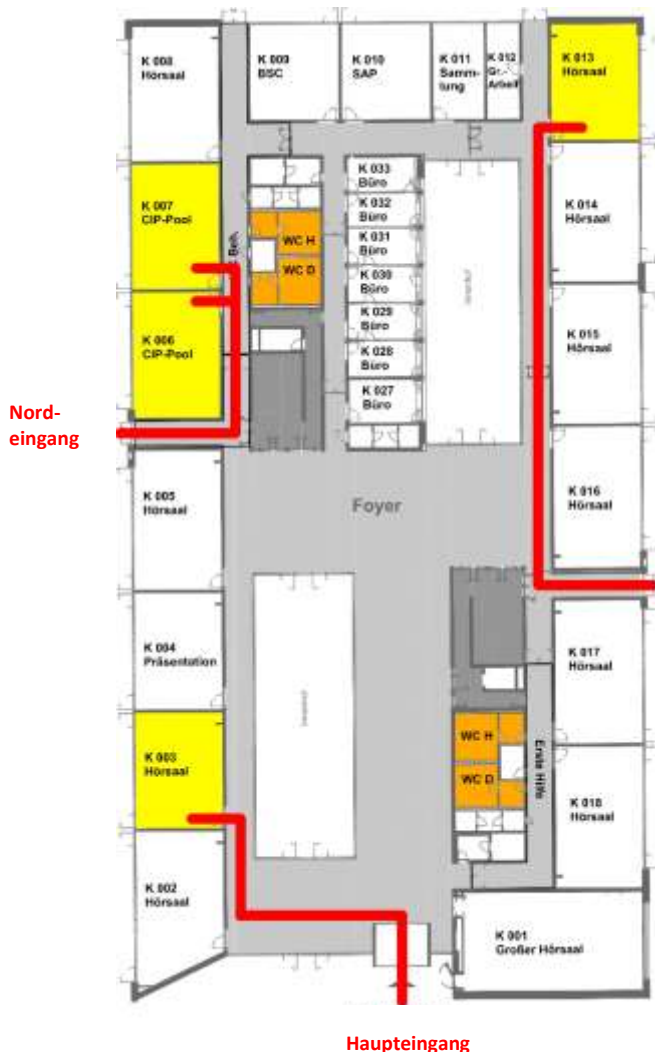 K 008
Hörsaal
K 009
BSC
K 010
SAP
K 011
Samm-
lung
K 012
Gr.-
Arbeit
K 013
Hörsaal
K 007
CIP-Pool
K 033
Büro
K 032
Büro
K 031
Büro
K 030
Büro
K 029
Büro
K 028
Büro
K 027
Büro
K 014
Hörsaal
WC H
WC D
Beh.
K 006
CIP-Pool
K 015
Hörsaal
Nord-
eingang
K 005
Hörsaal
Foyer
K 016
Hörsaal
K 004
Präsentation
K 017
Hörsaal
K 003
Hörsaal
WC H
WC D
Erste Hilfe
K 018
Hörsaal
K 002
Hörsaal
K 001
Großer Hörsaal
Haupteingang